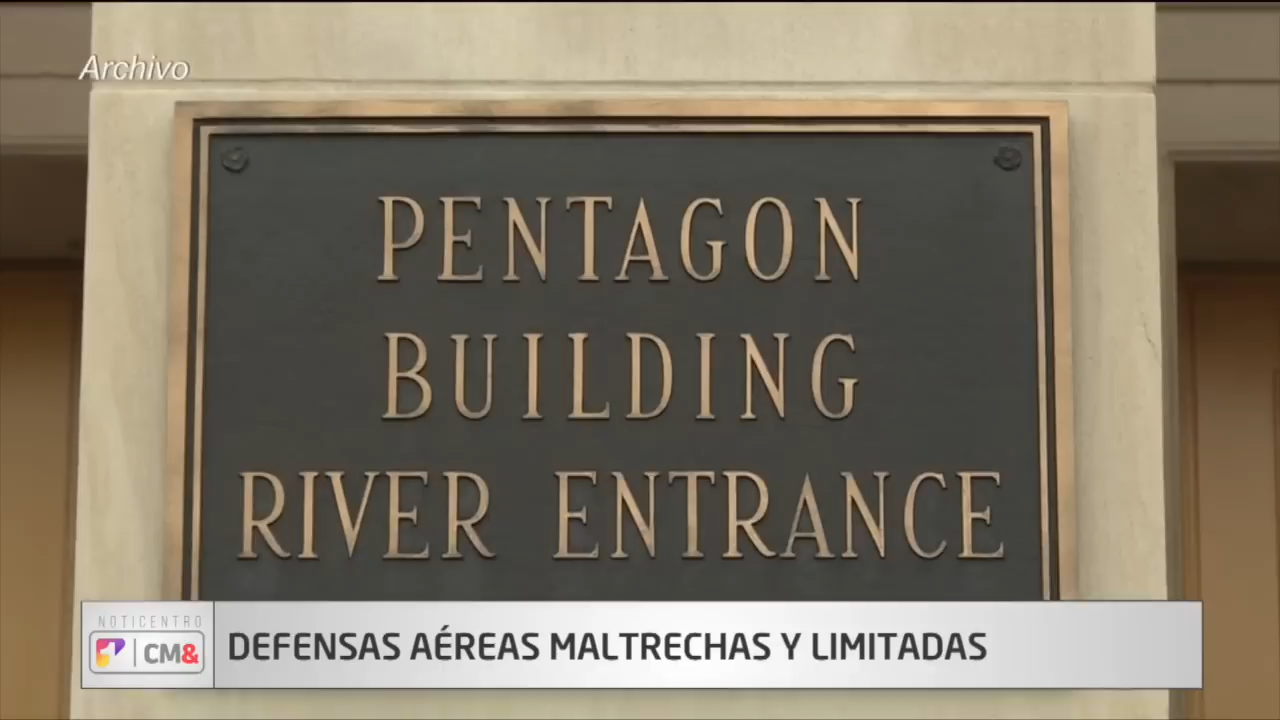 Archivo
PENTAGON
BUILDING
RIVER ENTRANCE
NOTICENTRO
CM&
DEFENSAS AÉREAS MALTRECHAS Y LIMITADAS